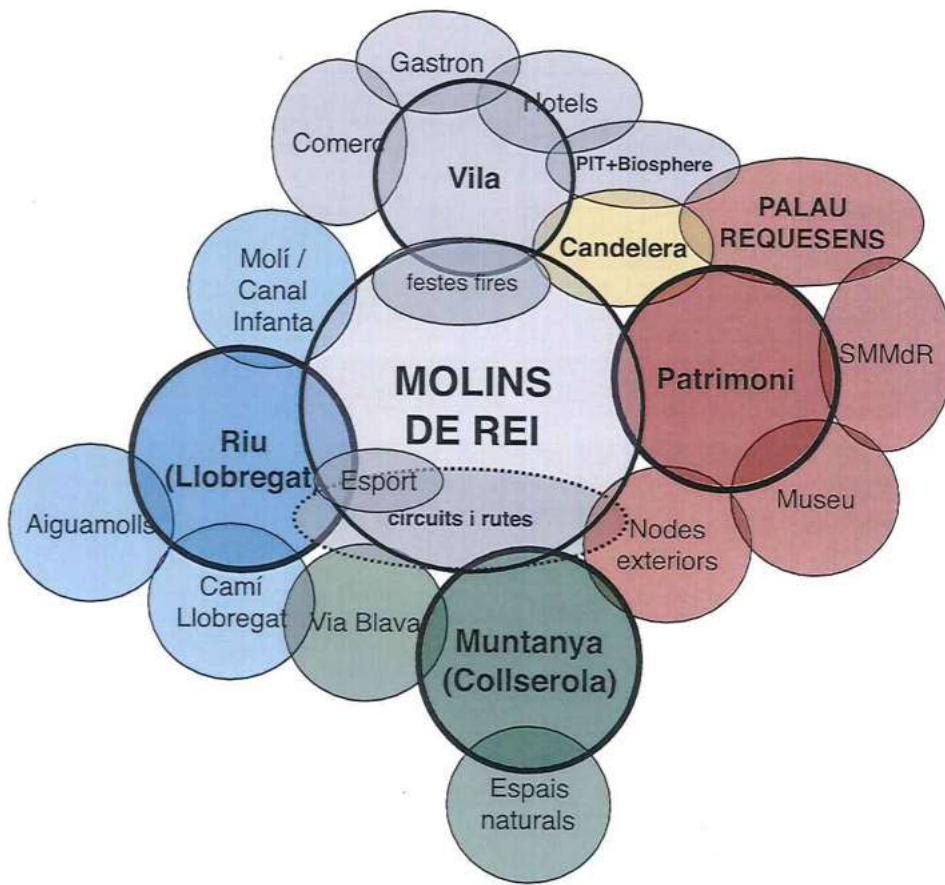 Gastron
Hotels
Comerç
Vila
PIT+Biosphere
PALAU
REQUESENS
Candelera
Molí /
Canal
Infanta
festes fires
SMMdR
MOLINS
DE REI
Patrimoni
Riu
(Llobregat)
Esport
Museu
Aiguamolls
circuits i rutes
Nodes
exteriors
Camí
Llobregat
Via Blava
Muntanya
(Collserola)
Espais
naturals